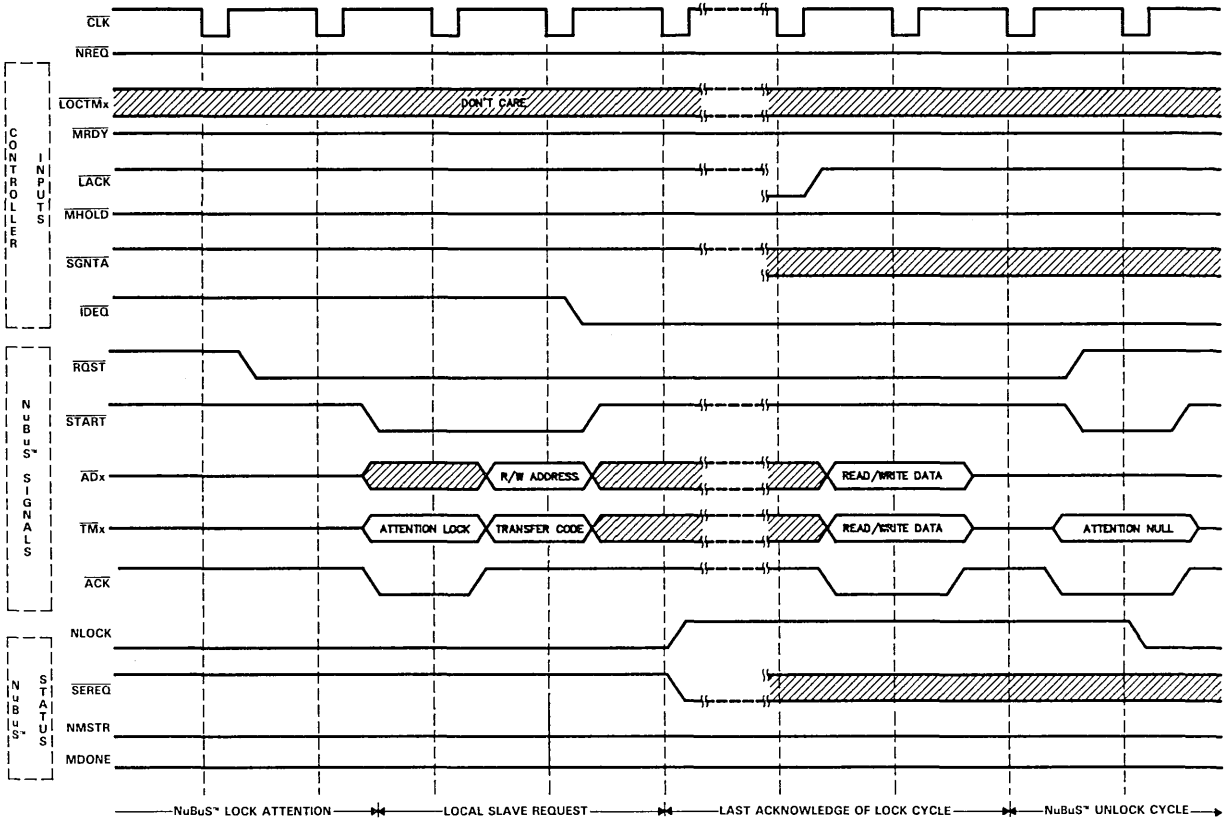 CLK
NREQ
CONTROLLER
INPUTS
LOCTMx
DON'T CARE
MRDY
LACK
MHOLD
SGNTA
IDEQ
NuBuS™ SIGNALS
RQST
START
ADx
R/W ADDRESS
READ/WRITE DATA
TMx
ATTENTION LOCK
TRANSFER CODE
READ/WRITE DATA
ATTENTION NULL
ACK
NuBuS™
STATUS
NLOCK
SEREQ
NMSTR
MDONE
NuBuS™ LOCK ATTENTION
LOCAL SLAVE REQUEST
LAST ACKNOWLEDGE OF LOCK CYCLE
NuBuS™ UNLOCK CYCLE